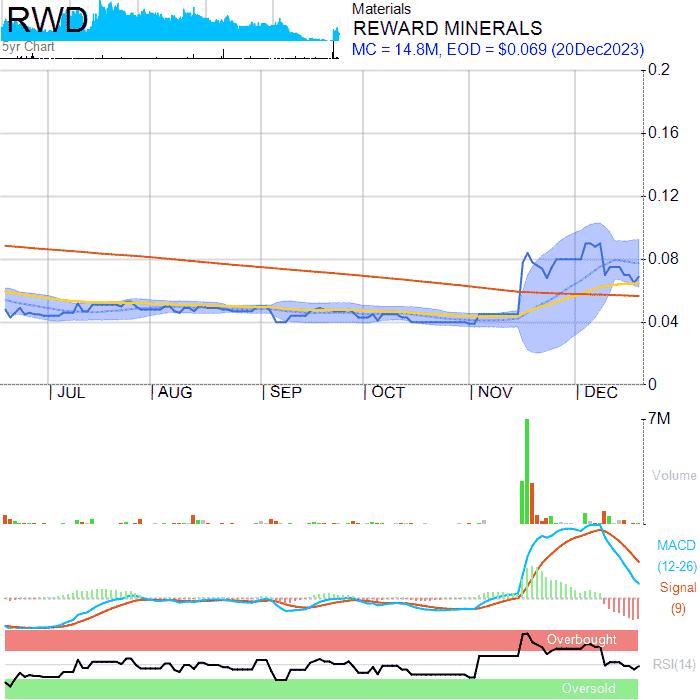 RWD
5yr Chart
Materials
REWARD MINERALS
MC = 14.8M, EOD = $0.069 (20Dec2023)
0.2
0.16
0.12
0.08
0.04
0
JUL AUG SEP OCT NOV DEC
7M
Volume
MACD
(12-26)
Signal
(9)
Overbought
RSI(14)
Oversold